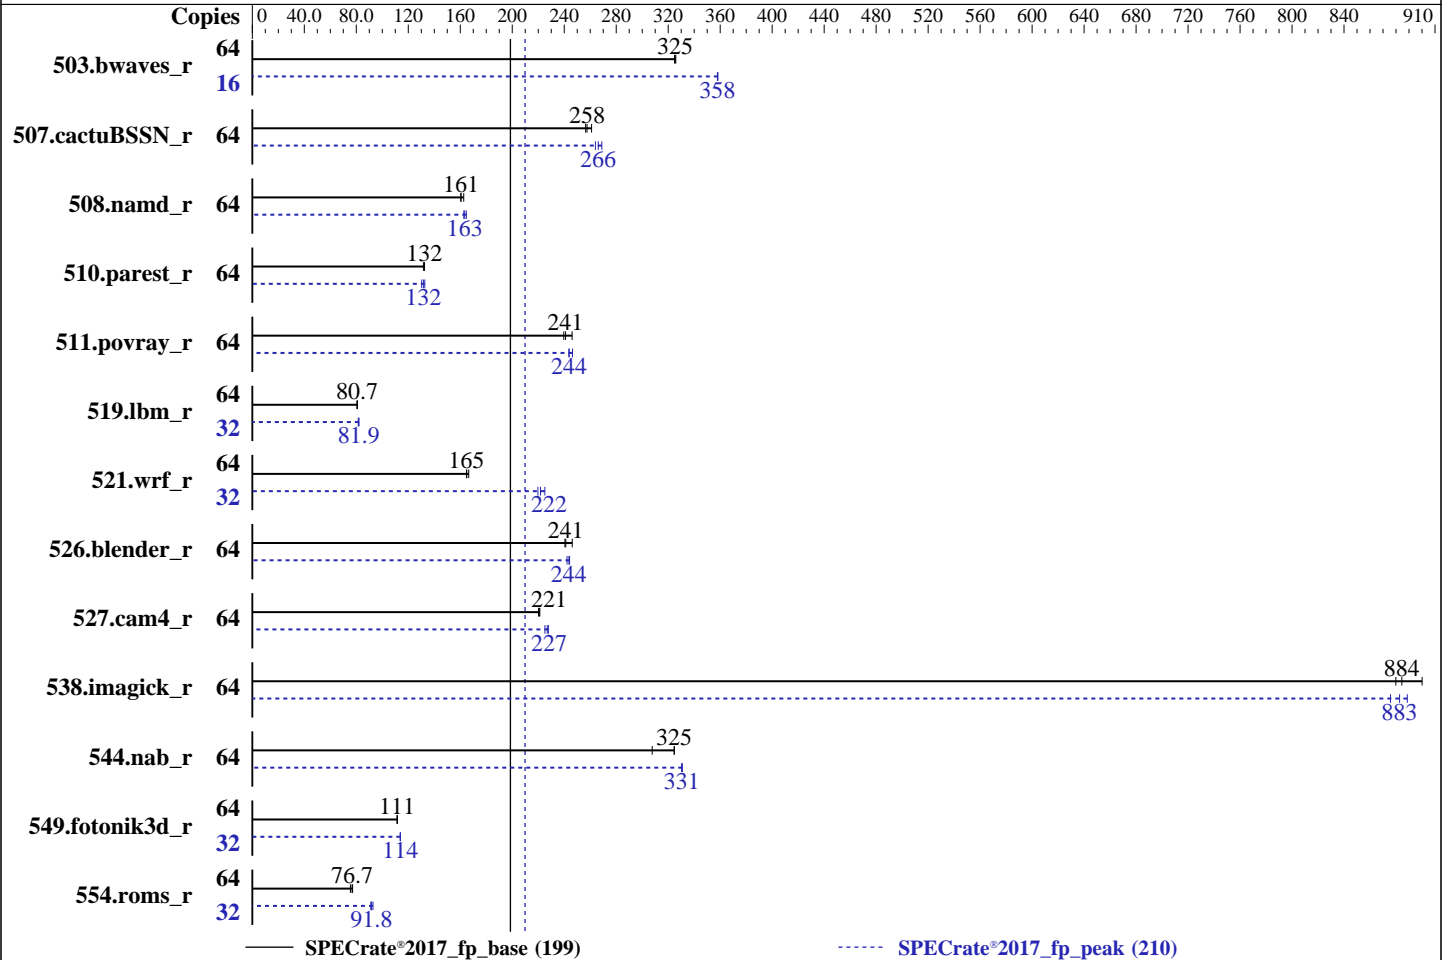 Copies 0 40.0 80.0 120 160 200 240 280 320 360 400 440 480 520 560 600 640 680 720 760 800 840 910
503.bwaves_r 64 325
16 358
507.cactuBSSN_r 64 258
266
508.namd_r 64 161
163
510.parest_r 64 132
132
511.povray_r 64 241
244
519.lbm_r 64 80.7
32 81.9
521.wrf_r 64 165
32 222
526.blender_r 64 241
244
527.cam4_r 64 221
227
538.imagick_r 64 884
883
544.nab_r 64 325
331
549.fotonik3d_r 64 111
32 114
554.roms_r 64 76.7
32 91.8
SPECrate®2017_fp_base (199) SPECrate®2017_fp_peak (210)